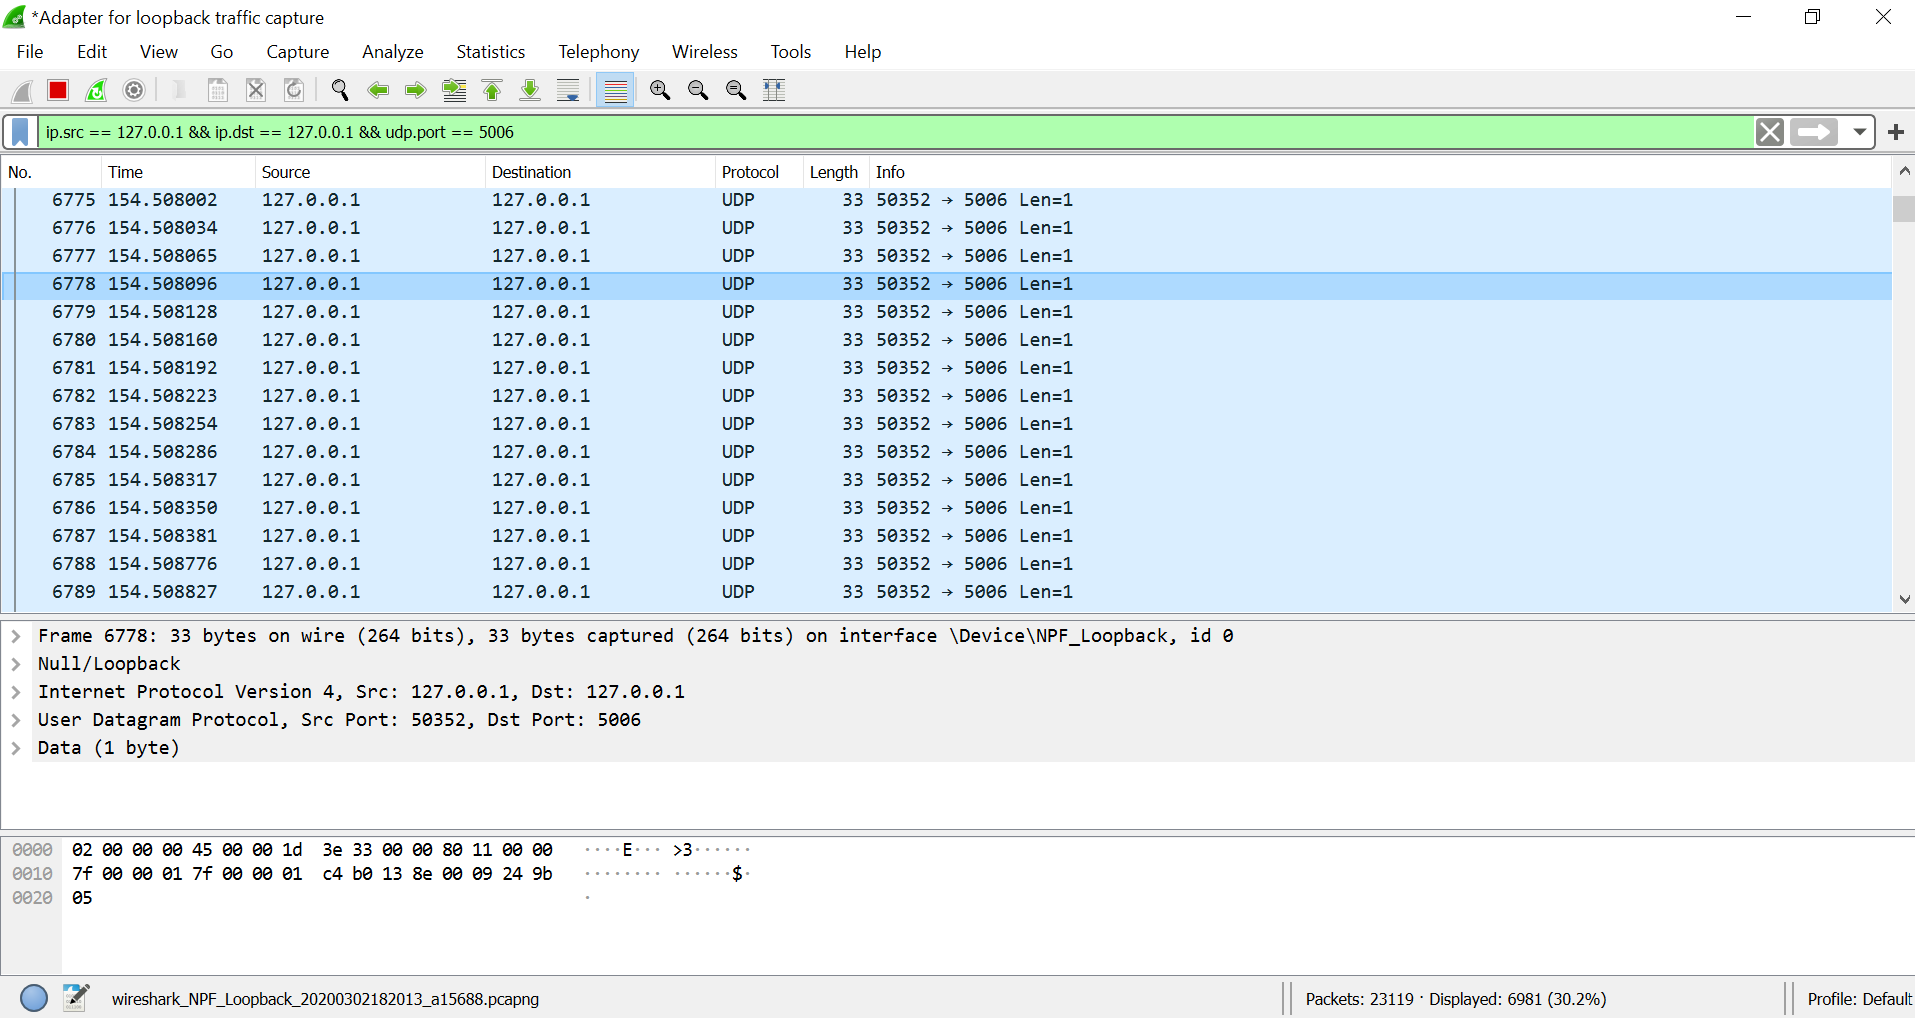 *Adapter for loopback traffic capture
File Edit View Go Capture Analyze Statistics Telephony Wireless Tools Help
ip.src == 127.0.0.1 && ip.dst == 127.0.0.1 && udp.port == 5006
No. Time Source Destination Protocol Length Info
6775 154.508002 127.0.0.1 127.0.0.1 UDP 33 50352 → 5006 Len=1
6776 154.508034 127.0.0.1 127.0.0.1 UDP 33 50352 → 5006 Len=1
6777 154.508065 127.0.0.1 127.0.0.1 UDP 33 50352 → 5006 Len=1
6778 154.508096 127.0.0.1 127.0.0.1 UDP 33 50352 → 5006 Len=1
6779 154.508128 127.0.0.1 127.0.0.1 UDP 33 50352 → 5006 Len=1
6780 154.508160 127.0.0.1 127.0.0.1 UDP 33 50352 → 5006 Len=1
6781 154.508192 127.0.0.1 127.0.0.1 UDP 33 50352 → 5006 Len=1
6782 154.508223 127.0.0.1 127.0.0.1 UDP 33 50352 → 5006 Len=1
6783 154.508254 127.0.0.1 127.0.0.1 UDP 33 50352 → 5006 Len=1
6784 154.508286 127.0.0.1 127.0.0.1 UDP 33 50352 → 5006 Len=1
6785 154.508317 127.0.0.1 127.0.0.1 UDP 33 50352 → 5006 Len=1
6786 154.508350 127.0.0.1 127.0.0.1 UDP 33 50352 → 5006 Len=1
6787 154.508381 127.0.0.1 127.0.0.1 UDP 33 50352 → 5006 Len=1
6788 154.508776 127.0.0.1 127.0.0.1 UDP 33 50352 → 5006 Len=1
6789 154.508827 127.0.0.1 127.0.0.1 UDP 33 50352 → 5006 Len=1
Frame 6778: 33 bytes on wire (264 bits), 33 bytes captured (264 bits) on interface \Device\NPF_Loopback, id 0
Null/Loopback
Internet Protocol Version 4, Src: 127.0.0.1, Dst: 127.0.0.1
User Datagram Protocol, Src Port: 50352, Dst Port: 5006
Data (1 byte)
0000 02 00 00 00 45 00 00 1d 3e 33 00 00 80 11 00 00 ····E··· >3······
0010 7f 00 00 01 7f 00 00 01 c4 b0 13 8e 00 09 24 9b ········ ······$·
0020 05 ·
wireshark_NPF_Loopback_20200302182013_a15688.pcapng Packets: 23119 · Displayed: 6981 (30.2%) Profile: Default